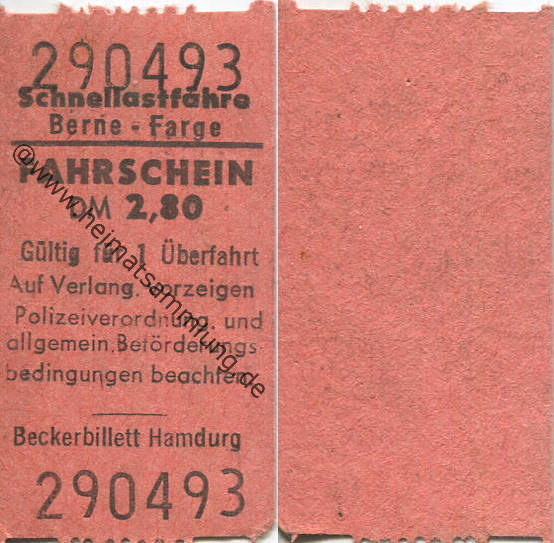 290493
Schnellastfähre
Berne - Farge
FAHRSCHEIN
DM 2,80
Gültig für 1 Überfahrt
Auf Verlang. vorzeigen
Polizeiverordnung. und
allgemein.Beförderungs
bedingungen beachten
Beckerbillett Hamburg
290493
@www.heimatsammlung.de